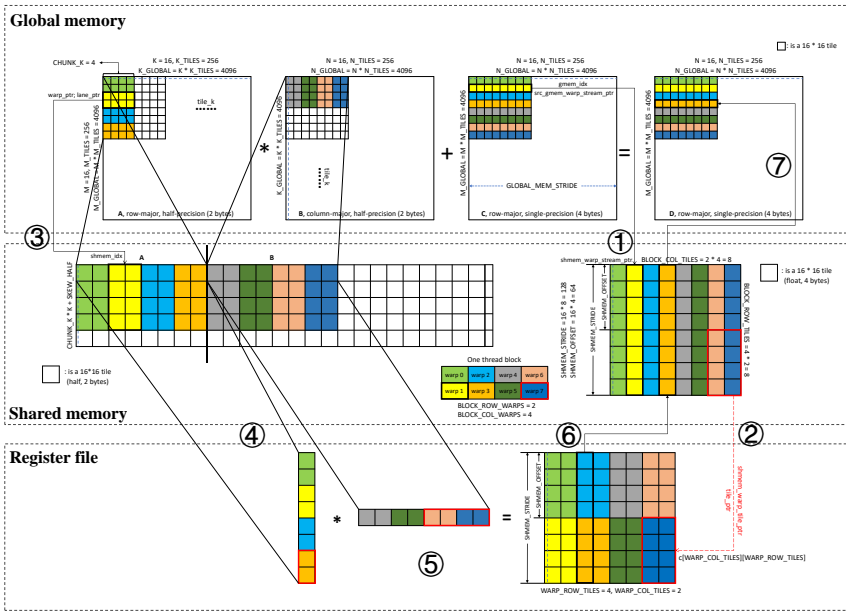 Global memory
: is a 16 * 16 tile
CHUNK_K = 4
K = 16, K_TILES = 256
K_GLOBAL = K * K_TILES = 4096
N = 16, N_TILES = 256
N_GLOBAL = N * N_TILES = 4096
N = 16, N_TILES = 256
N_GLOBAL = N * N_TILES = 4096
N = 16, N_TILES = 256
N_GLOBAL = N * N_TILES = 4096
warp_ptr; lane_ptr
M = 16, M_TILES = 256
M_GLOBAL = M * M_TILES = 4096
tile_k
A, row-major, half-precision (2 bytes)
*
K_GLOBAL = K * K_TILES = 4096
tile_k
B, column-major, half-precision (2 bytes)
+
M_GLOBAL = M * M_TILES = 4096
gmem_idx
src_gmem_warp_stream_ptr
GLOBAL_MEM_STRIDE
C, row-major, single-precision (4 bytes)
=
M_GLOBAL = M * M_TILES = 4096
D, row-major, single-precision (4 bytes)
⑦
③
shmem_idx
A
B
CHUNK_K * K + SKEW_HALF
: is a 16*16 tile
(half, 2 bytes)
Shared memory
One thread block
warp 0
warp 2
warp 4
warp 6
warp 1
warp 3
warp 5
warp 7
BLOCK_ROW_WARPS = 2
BLOCK_COL_WARPS = 4
①
shmem_warp_stream_ptr
BLOCK_COL_TILES = 2 * 4 = 8
SHMEM_STRIDE = 16 * 8 = 128
SHMEM_OFFSET = 16 * 4 = 64
SHMEM_STRIDE
SHMEM_OFFSET
BLOCK_ROW_TILES = 4 * 2 = 8
: is a 16 * 16 tile
(float, 4 bytes)
Register file
④
*
⑤
=
⑥
②
SHMEM_STRIDE
SHMEM_OFFSET
shmem_warp_tile_ptr
tile_ptr
c[WARP_COL_TILES][WARP_ROW_TILES]
WARP_ROW_TILES = 4, WARP_COL_TILES = 2